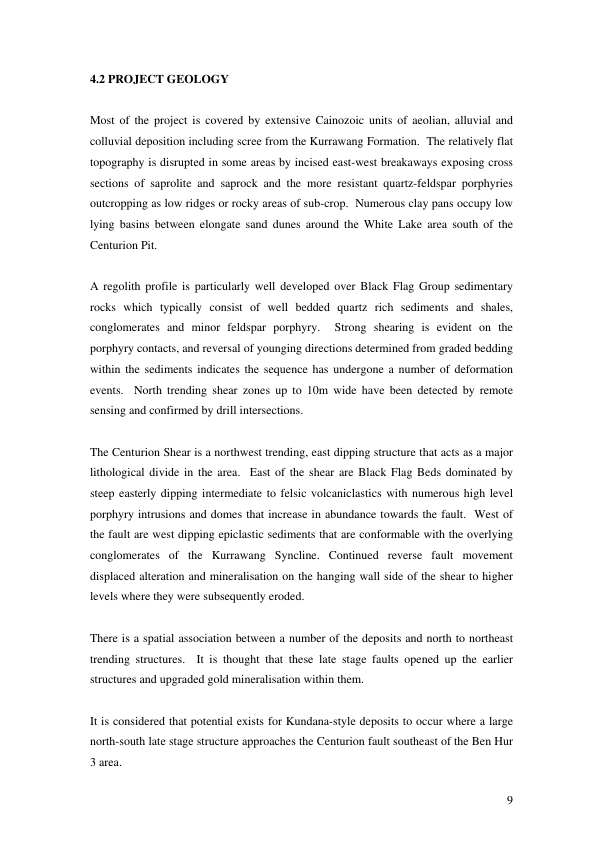 4.2 PROJECT GEOLOGY
Most of the project is covered by extensive Cainozoic units of aeolian, alluvial and
colluvial deposition including scree from the Kurrawang Formation.  The relatively flat
topography is disrupted in some areas by incised east-west breakaways exposing cross
sections of saprolite and saprock and the more resistant quartz-feldspar porphyries
outcropping as low ridges or rocky areas of sub-crop.  Numerous clay pans occupy low
lying basins between elongate sand dunes around the White Lake area south of the
Centurion Pit.
A regolith profile is particularly well developed over Black Flag Group sedimentary
rocks which typically consist of well bedded quartz rich sediments and shales,
conglomerates and minor feldspar porphyry.  Strong shearing is evident on the
porphyry contacts, and reversal of younging directions determined from graded bedding
within the sediments indicates the sequence has undergone a number of deformation
events.  North trending shear zones up to 10m wide have been detected by remote
sensing and confirmed by drill intersections.
The Centurion Shear is a northwest trending, east dipping structure that acts as a major
lithological divide in the area.  East of the shear are Black Flag Beds dominated by
steep easterly dipping intermediate to felsic volcaniclastics with numerous high level
porphyry intrusions and domes that increase in abundance towards the fault.  West of
the fault are west dipping epiclastic sediments that are conformable with the overlying
conglomerates of the Kurrawang Syncline. Continued reverse fault movement
displaced alteration and mineralisation on the hanging wall side of the shear to higher
levels where they were subsequently eroded.
There is a spatial association between a number of the deposits and north to northeast
trending structures.  It is thought that these late stage faults opened up the earlier
structures and upgraded gold mineralisation within them.
It is considered that potential exists for Kundana-style deposits to occur where a large
north-south late stage structure approaches the Centurion fault southeast of the Ben Hur
3 area.
9